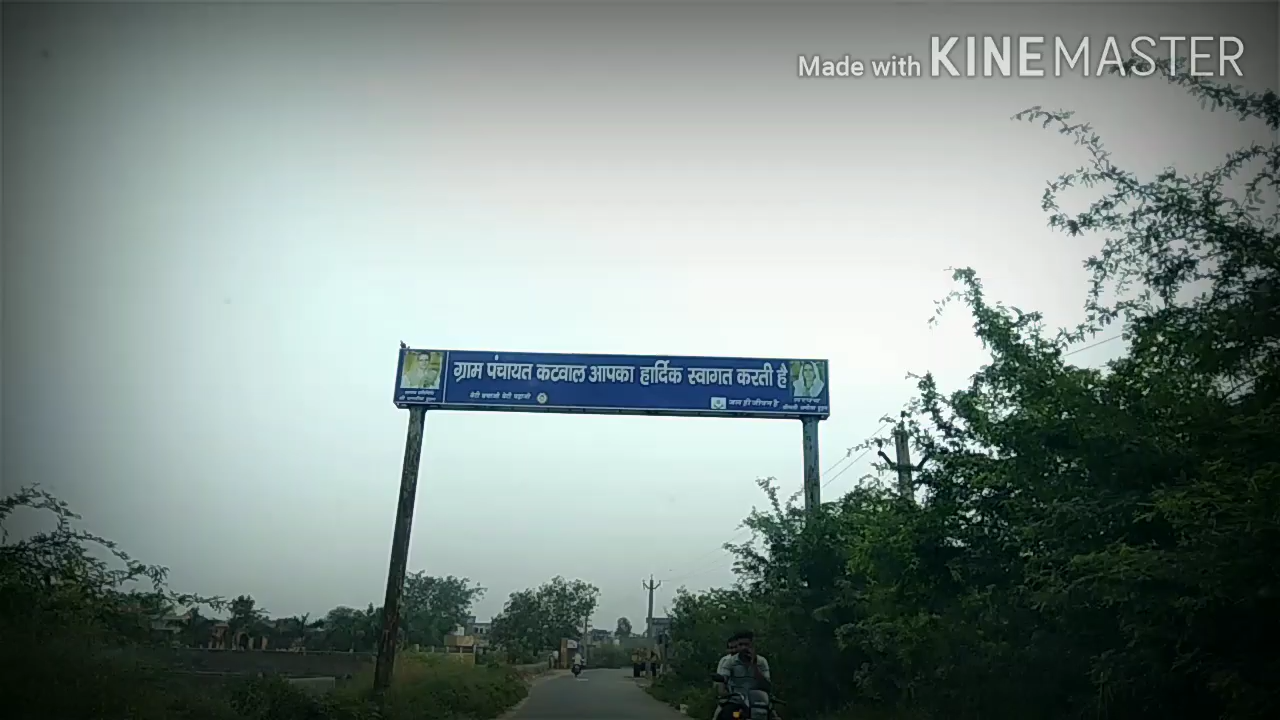 Made with KINEMASTER
ग्राम पंचायत कटवाल आपका हार्दिक स्वागत करती है
बेटी बचाओ बेटी पढ़ाओ
जल ही जीवन है